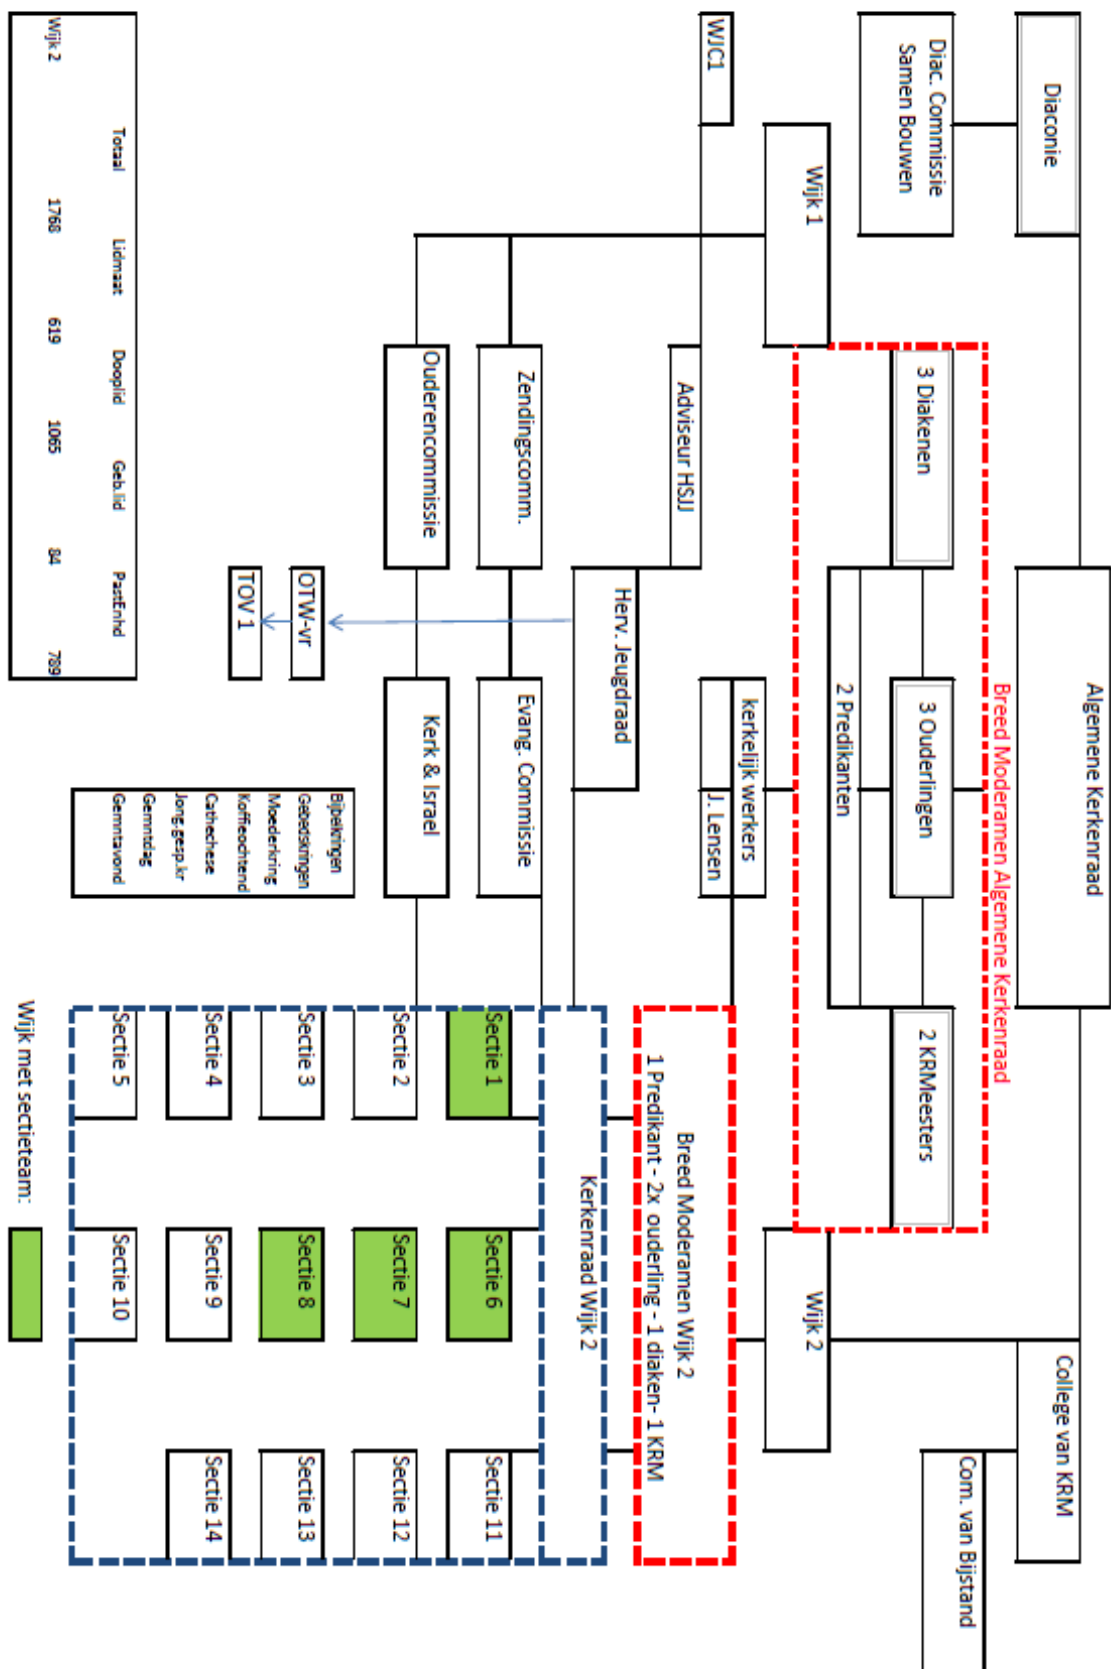 Algemene Kerkenraad
Diaconie
College van KRM
Diac. Commissie
Samen Bouwen
Com. van Bijstand
Breed Moderamen Algemene Kerkenraad
3 Diakenen
3 Ouderlingen
2 KRMeesters
2 Predikanten
Wijk 1
Wijk 2
WJC1
Adviseur HSJJ
kerkelijk werkers
J. Lensen
Breed Moderamen Wijk 2
1 Predikant - 2x ouderling - 1 diaken- 1 KRM
Herv. Jeugdraad
Kerkenraad Wijk 2
Zendingscomm.
Evang. Commissie
Sectie 1
Sectie 6
Sectie 11
Ouderencommissie
Kerk & Israel
Sectie 2
Sectie 7
Sectie 12
OTW-vr
Sectie 3
Sectie 8
Sectie 13
TOV 1
Sectie 4
Sectie 9
Sectie 14
Sectie 5
Sectie 10
Bijbelkringen
Gebedskringen
Moederkring
Koffieochtend
Cathechese
Jong.gesp.kr
Gemntdag
Gemntavond
Totaal Lidmaat Dooplid Geb.lid PastEnhd
Wijk 2 1768 619 1065 84 789
Wijk met sectieteam: